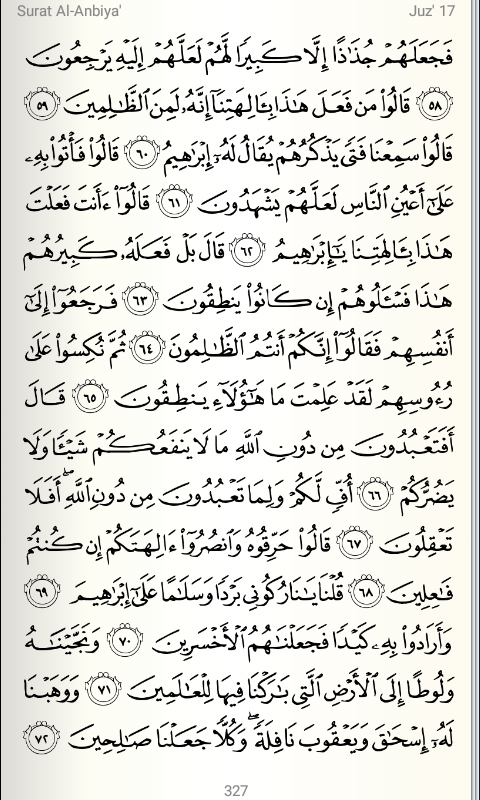 Surat Al-Anbiya' Juz' 17
فَجَعَلَهُمْ جُذَٰذًا إِلَّا كَبِيرًا لَّهُمْ لَعَلَّهُمْ إِلَيْهِ يَرْجِعُونَ
٥٨ قَالُوا۟ مَن فَعَلَ هَٰذَا بِـَٔالِهَتِنَآ إِنَّهُۥ لَمِنَ ٱلظَّٰلِمِينَ ٥٩
قَالُوا۟ سَمِعْنَا فَتًى يَذْكُرُهُمْ يُقَالُ لَهُۥٓ إِبْرَٰهِيمُ ٦٠ قَالُوا۟ فَأْتُوا۟ بِهِۦ
عَلَىٰٓ أَعْيُنِ ٱلنَّاسِ لَعَلَّهُمْ يَشْهَدُونَ ٦١ قَالُوٓا۟ ءَأَنتَ فَعَلْتَ
هَٰذَا بِـَٔالِهَتِنَا يَٰٓإِبْرَٰهِيمُ ٦٢ قَالَ بَلْ فَعَلَهُۥ كَبِيرُهُمْ
هَٰذَا فَسْـَٔلُوهُمْ إِن كَانُوا۟ يَنطِقُونَ ٦٣ فَرَجَعُوٓا۟ إِلَىٰٓ
أَنفُسِهِمْ فَقَالُوٓا۟ إِنَّكُمْ أَنتُمُ ٱلظَّٰلِمُونَ ٦٤ ثُمَّ نُكِسُوا۟ عَلَىٰ
رُءُوسِهِمْ لَقَدْ عَلِمْتَ مَا هَٰٓؤُلَآءِ يَنطِقُونَ ٦٥ قَالَ
أَفَتَعْبُدُونَ مِن دُونِ ٱللَّهِ مَا لَا يَنفَعُكُمْ شَيْـًٔا وَلَا
يَضُرُّكُمْ ٦٦ أُفٍّ لَّكُمْ وَلِمَا تَعْبُدُونَ مِن دُونِ ٱللَّهِ ۖ أَفَلَا
تَعْقِلُونَ ٦٧ قَالُوا۟ حَرِّقُوهُ وَٱنصُرُوٓا۟ ءَالِهَتَكُمْ إِن كُنتُمْ
فَٰعِلِينَ ٦٨ قُلْنَا يَٰنَارُ كُونِى بَرْدًا وَسَلَٰمًا عَلَىٰٓ إِبْرَٰهِيمَ ٦٩
وَأَرَادُوا۟ بِهِۦ كَيْدًا فَجَعَلْنَٰهُمُ ٱلْأَخْسَرِينَ ٧٠ وَنَجَّيْنَٰهُ
وَلُوطًا إِلَى ٱلْأَرْضِ ٱلَّتِى بَٰرَكْنَا فِيهَا لِلْعَٰلَمِينَ ٧١ وَوَهَبْنَا
لَهُۥٓ إِسْحَٰقَ وَيَعْقُوبَ نَافِلَةً ۖ وَكُلًّا جَعَلْنَا صَٰلِحِينَ ٧٢
327